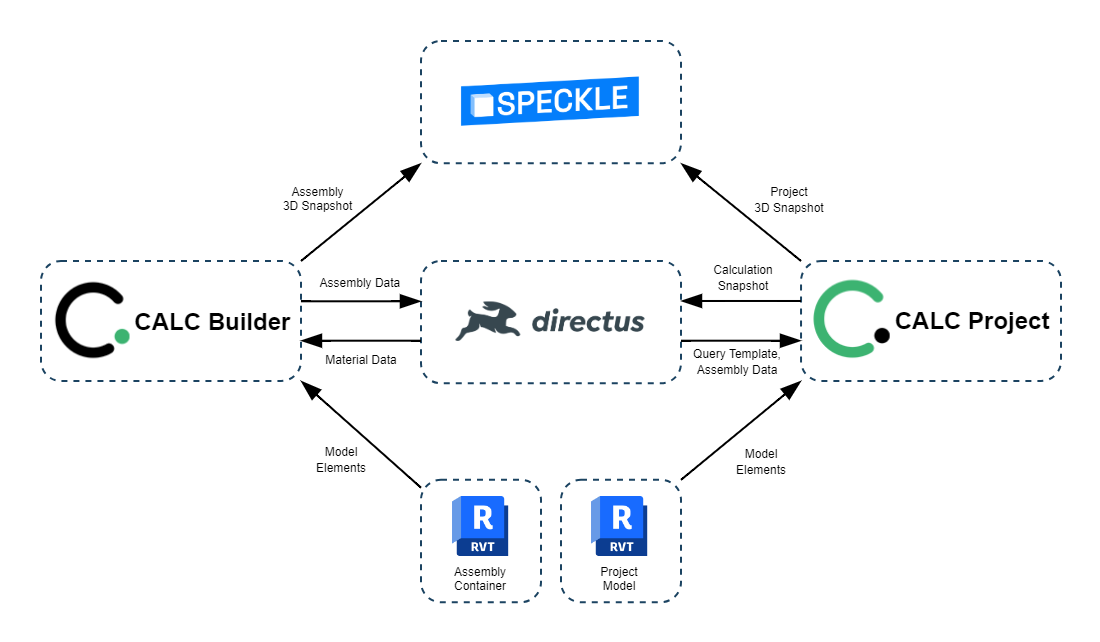 SPECKLE
Assembly
3D Snapshot
Project
3D Snapshot
CALC Builder
Assembly Data
Material Data
directus
Calculation
Snapshot
Query Template,
Assembly Data
CALC Project
Model
Elements
Model
Elements
R
RVT
Assembly
Container
R
RVT
Project
Model